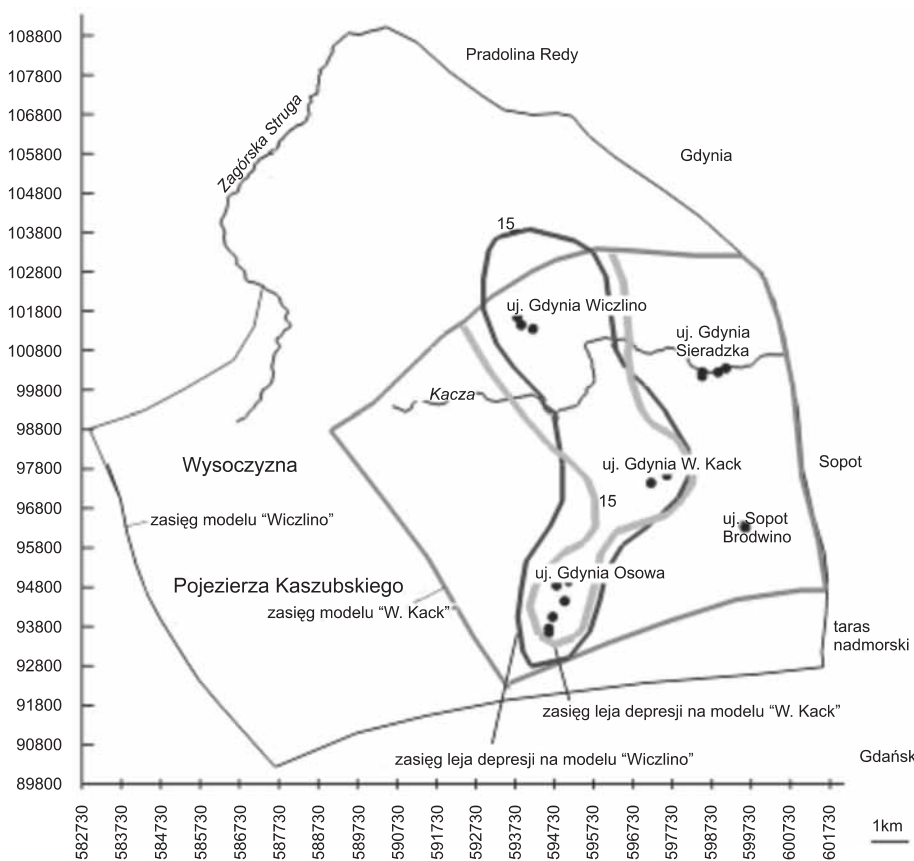 108800
107800
106800
105800
104800
103800
102800
101800
100800
99800
98800
97800
96800
95800
94800
93800
92800
91800
90800
89800
Pradolina Redy
Zagórska Struga
Gdynia
15
uj. Gdynia Wiczlino
uj. Gdynia
Sieradzka
Kacza
Wysoczyzna
uj. Gdynia W. Kack
Sopot
15
zasięg modelu “Wiczlino”
uj. Sopot
Brodwino
uj. Gdynia Osowa
Pojezierza Kaszubskiego
zasięg modelu “W. Kack”
taras
nadmorski
zasięg leja depresji na modelu “W. Kack”
zasięg leja depresji na modelu “Wiczlino”
Gdańsk
582730
583730
584730
585730
586730
587730
588730
589730
590730
591730
592730
593730
594730
595730
596730
597730
598730
599730
600730
601730
1km